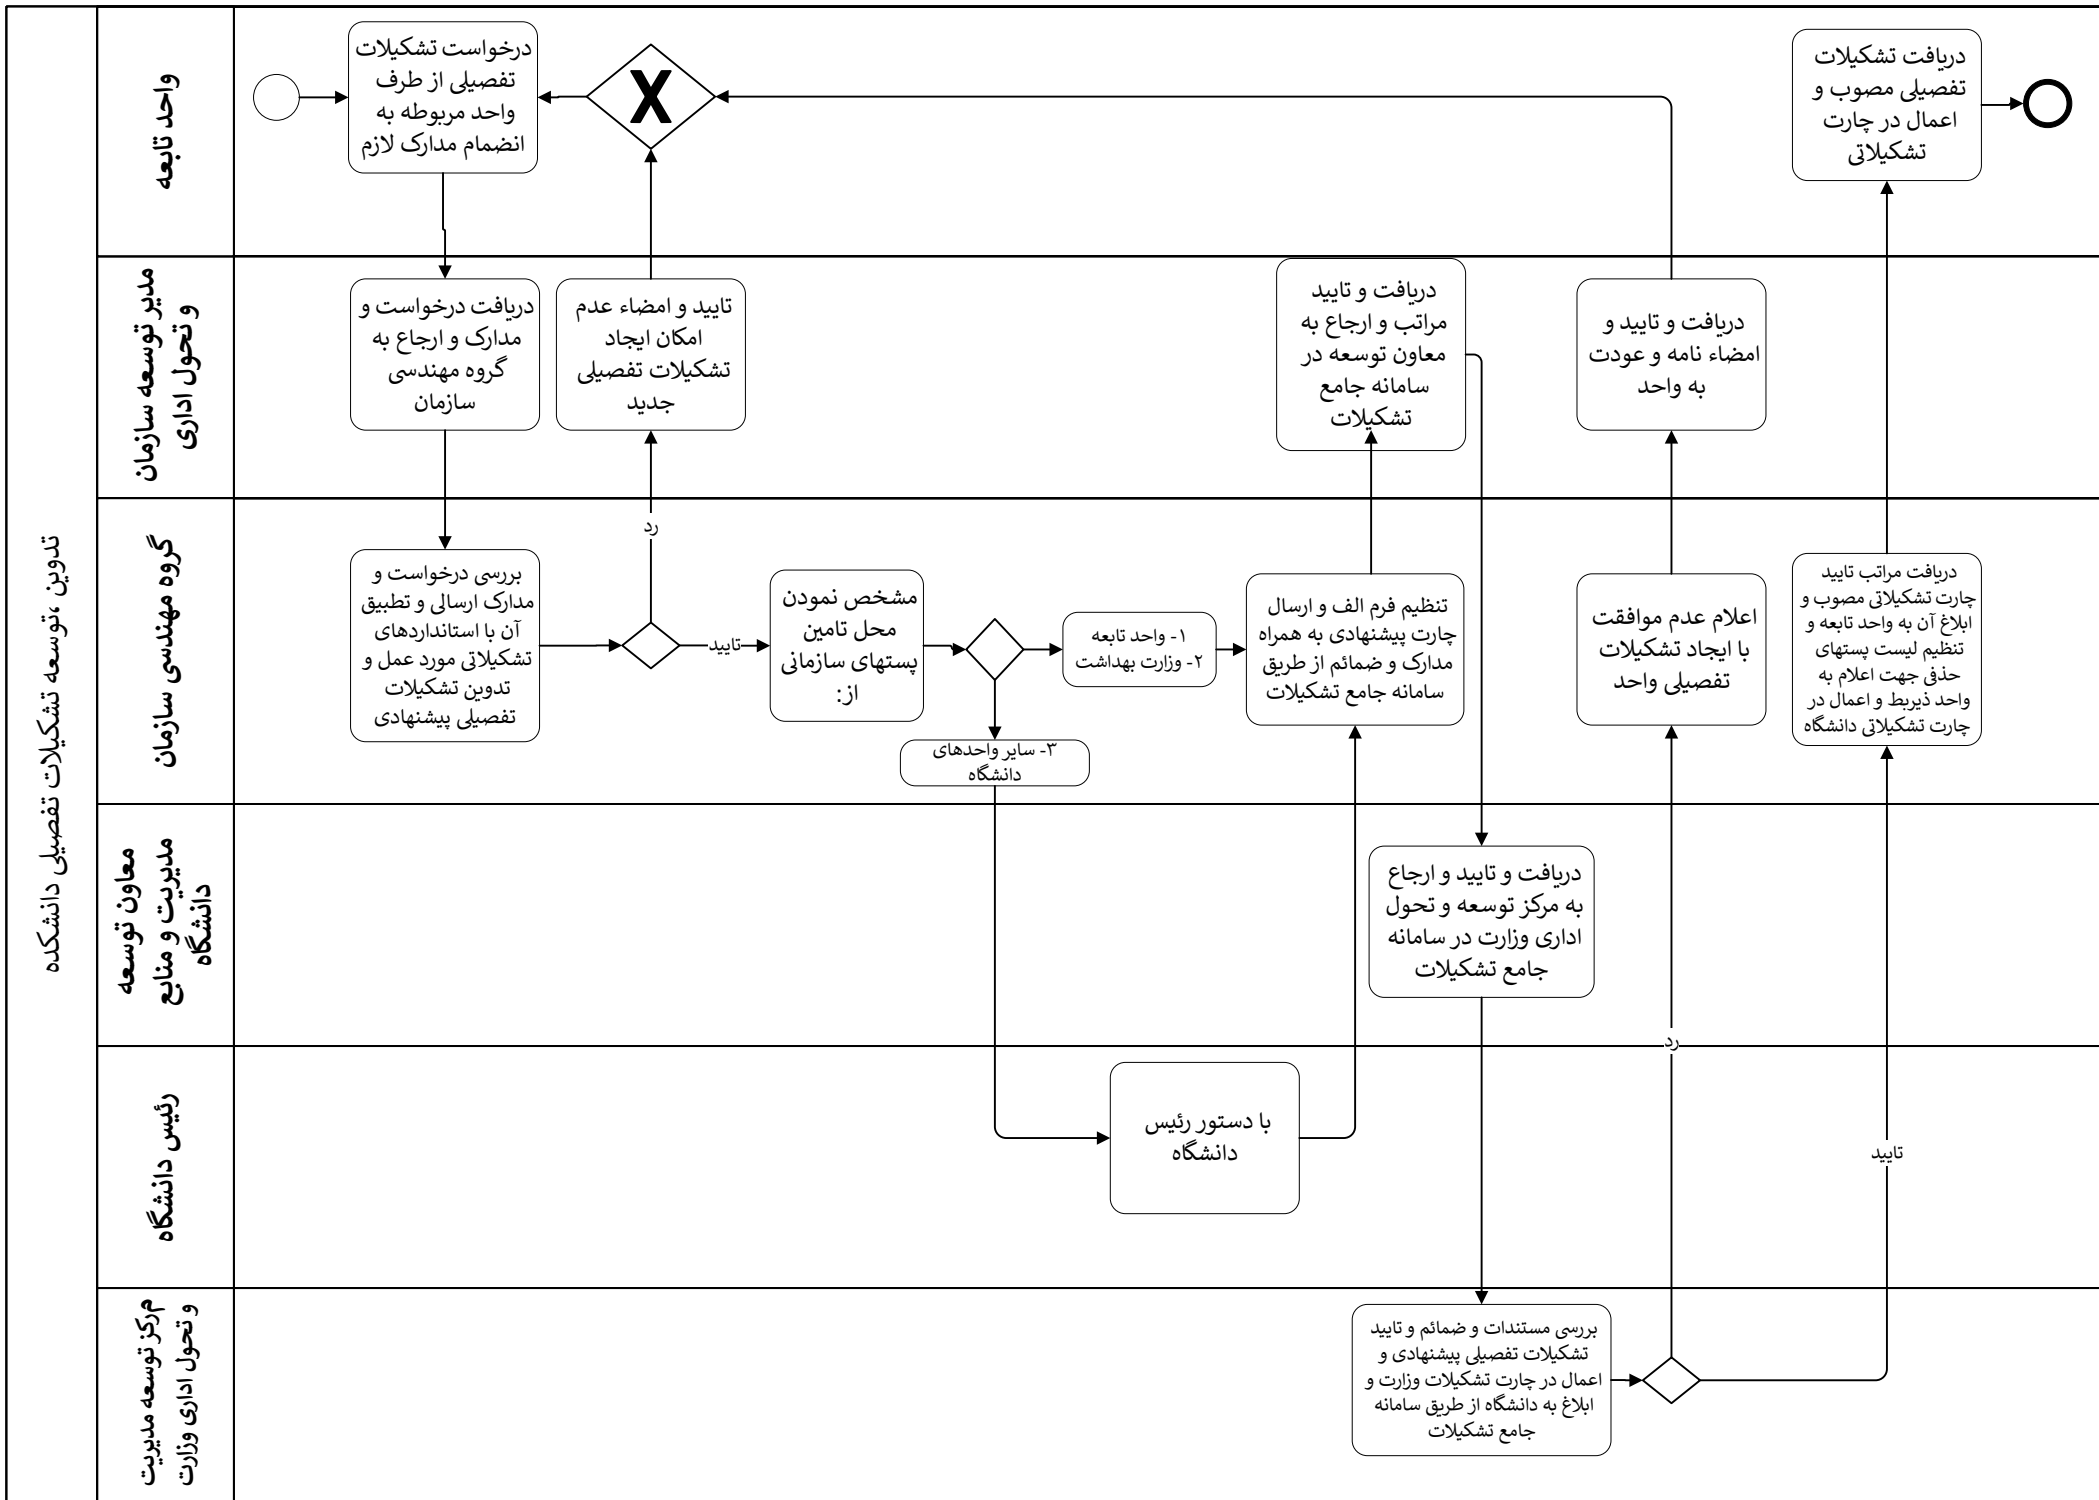 تدوین ،توسعه تشکیلات تفصیلی دانشکده
واحد تابعه
درخواست تشکیلات
تفصیلی از طرف
واحد مربوطه به
انضمام مدارک لازم
X
دریافت تشکیلات
تفصیلی مصوب و
اعمال در چارت
تشکیلاتی
مدیر توسعه سازمان
و تحول اداری
دریافت درخواست و
مدارک و ارجاع به
گروه مهندسی
سازمان
تایید و امضاء عدم
امکان ایجاد
تشکیلات تفصیلی
جدید
دریافت و تایید
مراتب و ارجاع به
معاون توسعه در
سامانه جامع
تشکیلات
دریافت و تایید و
امضاء نامه و عودت
به واحد
گروه مهندسی سازمان
بررسی درخواست و
مدارک ارسالی و تطبیق
آن با استانداردهای
تشکیلاتی مورد عمل و
تدوین تشکیلات
تفصیلی پیشنهادی
رد
تایید
مشخص نمودن
محل تامین
پستهای سازمانی
از:
۱- واحد تابعه
۲- وزارت بهداشت
۳- سایر واحدهای
دانشگاه
تنظیم فرم الف و ارسال
چارت پیشنهادی به همراه
مدارک و ضمائم از طریق
سامانه جامع تشکیلات
اعلام عدم موافقت
با ایجاد تشکیلات
تفصیلی واحد
دریافت مراتب تایید
چارت تشکیلاتی مصوب و
ابلاغ آن به واحد تابعه و
تنظیم لیست پستهای
حذفی جهت اعلام به
واحد ذیربط و اعمال در
چارت تشکیلاتی دانشگاه
معاون توسعه
مدیریت و منابع
دانشگاه
دریافت و تایید و ارجاع
به مرکز توسعه و تحول
اداری وزارت در سامانه
جامع تشکیلات
رد
رئیس دانشگاه
با دستور رئیس
دانشگاه
تایید
مرکز توسعه مدیریت
و تحول اداری وزارت
بررسی مستندات و ضمائم و تایید
تشکیلات تفصیلی پیشنهادی و
اعمال در چارت تشکیلات وزارت و
ابلاغ به دانشگاه از طریق سامانه
جامع تشکیلات